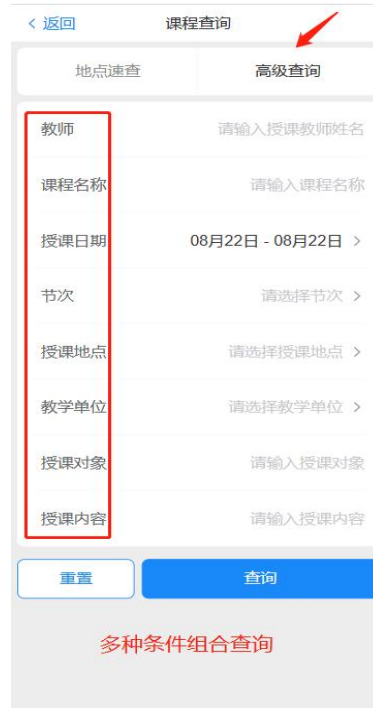 < 返回 课程查询
地点速查 高级查询
教师 请输入授课教师姓名
课程名称 请输入课程名称
授课日期 08月22日 - 08月22日 >
节次 请选择节次 >
授课地点 请选择授课地点 >
教学单位 请选择教学单位 >
授课对象 请输入授课对象
授课内容 请输入授课内容
重置 查询
多种条件组合查询